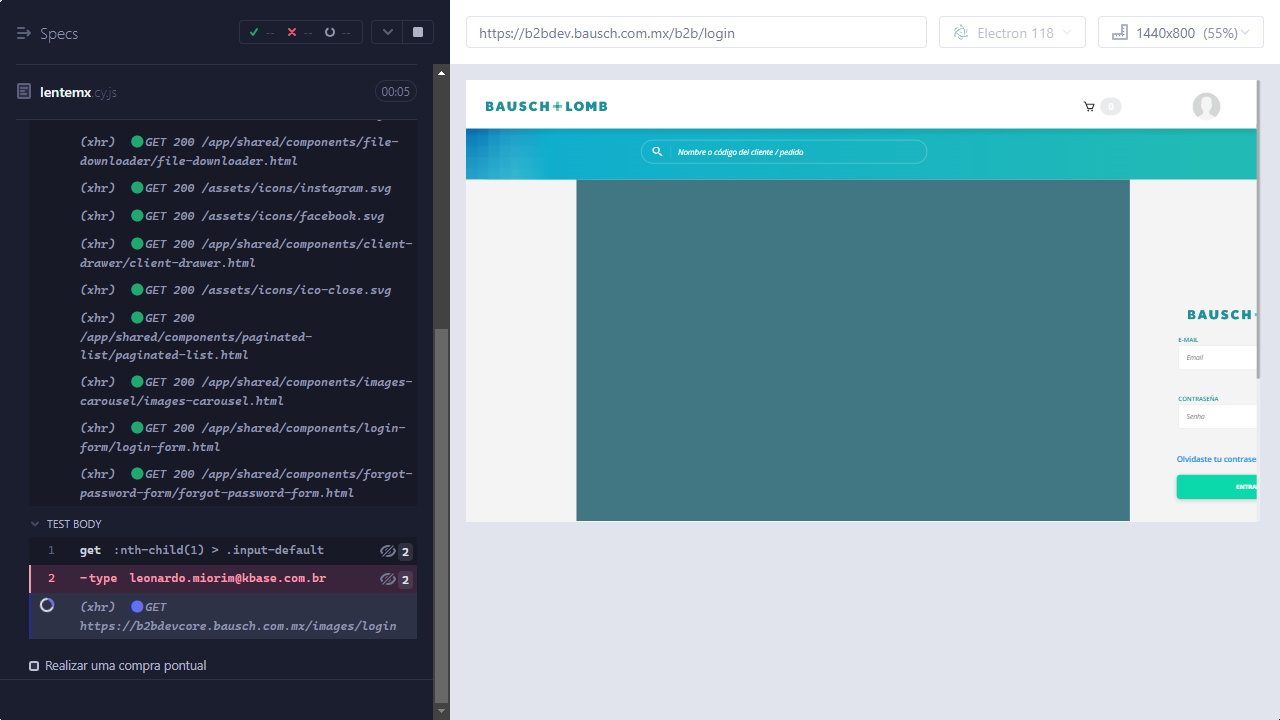 Specs
-- -- --
https://b2bdev.bausch.com.mx/b2b/login
Electron 118
1440x800 (55%)
lentemx.cy.js
00:05
(xhr) GET 200 /app/shared/components/file-
downloader/file-downloader.html
(xhr) GET 200 /assets/icons/instagram.svg
(xhr) GET 200 /assets/icons/facebook.svg
(xhr) GET 200 /app/shared/components/client-
drawer/client-drawer.html
(xhr) GET 200 /assets/icons/ico-close.svg
(xhr) GET 200
/app/shared/components/paginated-
list/paginated-list.html
(xhr) GET 200 /app/shared/components/images-
carousel/images-carousel.html
(xhr) GET 200 /app/shared/components/login-
form/login-form.html
(xhr) GET 200 /app/shared/components/forgot-
password-form/forgot-password-form.html
TEST BODY
1 get :nth-child(1) > .input-default 2
2 -type leonardo.miorim@kbase.com.br 2
(xhr) GET
https://b2bdevcore.bausch.com.mx/images/login
Realizar uma compra pontual
BAUSCH+LOMB
0
Nombre o código del cliente / pedido
BAUSCH+
E-MAIL
Email
CONTRASEÑA
Senha
Olvidaste tu contrase
ENTRA